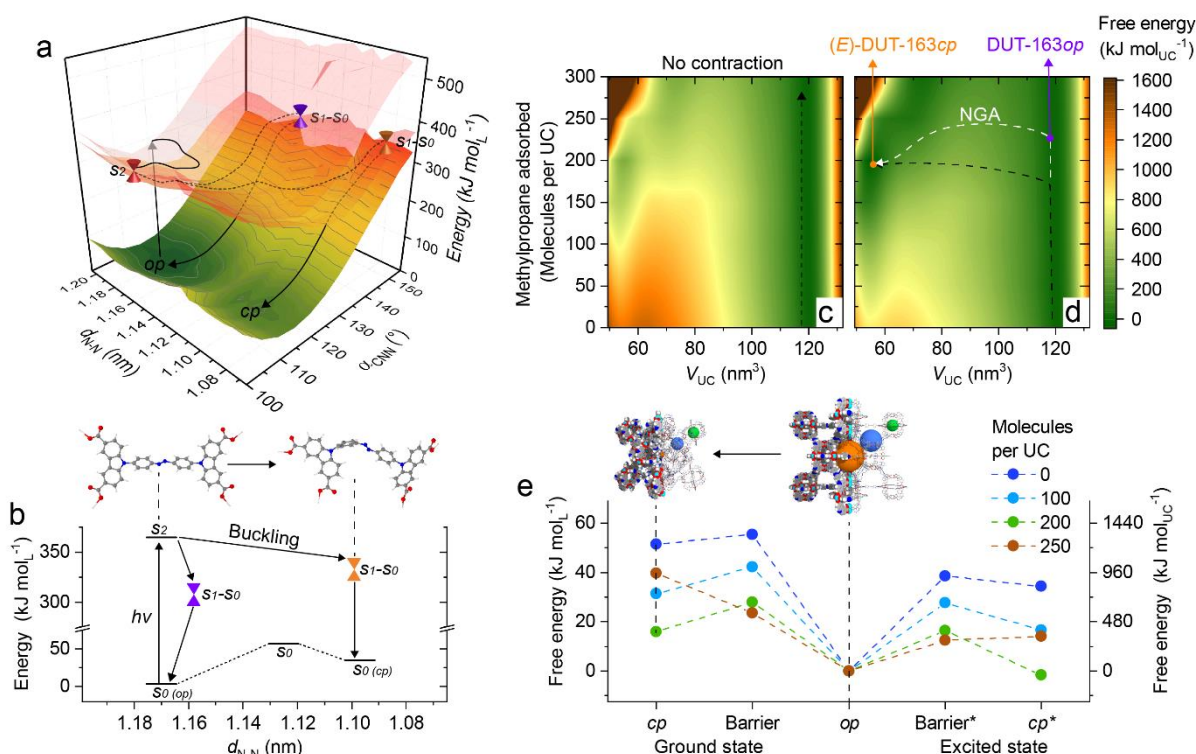 a
Energy (kJ mol_L⁻¹)
500
400
300
200
100
0
S₁-S₀
S₁-S₀
S₂
op
cp
1.20
1.18
1.16
1.14
1.12
1.10
1.08
d_N-N (nm)
100
110
120
130
140
150
α_CNN (°)
b
Energy (kJ mol_L⁻¹)
350
300
50
0
S₂
Buckling
S₁-S₀
S₁-S₀
hν
S₀
S₀ (op)
S₀ (cp)
1.18
1.16
1.14
1.12
1.10
d_N-N (nm)
(E)-DUT-163cp
DUT-163op
Free energy
(kJ mol_UC⁻¹)
No contraction
Methylpropane adsorbed
(Molecules per UC)
300
250
200
150
100
50
0
c
60
80
100
120
V_UC (nm³)
NGA
d
60
80
100
120
V_UC (nm³)
1600
1400
1200
1000
800
600
400
200
0
e
Molecules
per UC
0
100
200
250
Free energy (kJ mol_L⁻¹)
60
40
20
0
1440
960
480
0
Free energy (kJ mol_UC⁻¹)
cp
Barrier
op
Barrier*
cp*
Ground state
Excited state